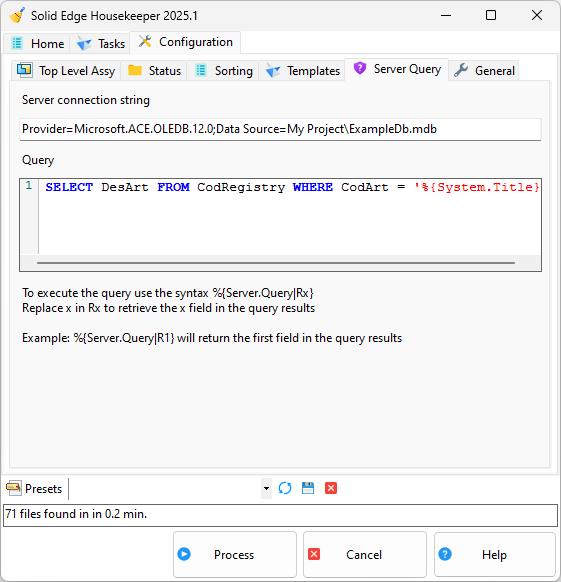 Solid Edge Housekeeper 2025.1
Home Tasks Configuration
Top Level Assy Status Sorting Templates Server Query General
Server connection string
Provider=Microsoft.ACE.OLEDB.12.0;Data Source=My Project\ExampleDb.mdb
Query
1 SELECT DesArt FROM CodRegistry WHERE CodArt = '%{System.Title}
To execute the query use the syntax %{Server.Query|Rx}
Replace x in Rx to retrieve the x field in the query results
Example: %{Server.Query|R1} will return the first field in the query results
Presets
71 files found in in 0.2 min.
Process Cancel Help